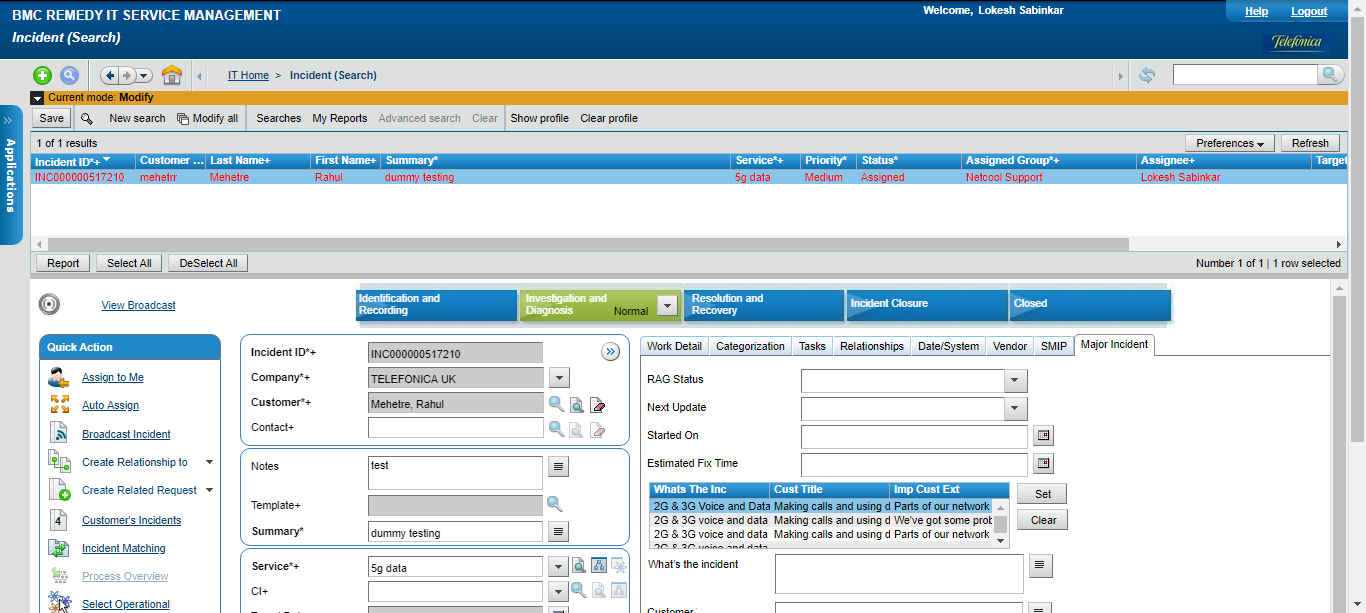 BMC REMEDY IT SERVICE MANAGEMENT
Welcome, Lokesh Sabinkar
Help Logout
Incident (Search)
Telefónica
IT Home > Incident (Search)
Current mode: Modify
Save New search Modify all Searches My Reports Advanced search Clear Show profile Clear profile
Applications
1 of 1 results Preferences Refresh
Incident ID*+ Customer ... Last Name+ First Name+ Summary* Service*+ Priority* Status* Assigned Group*+ Assignee+ Target
INC000000517210 mehetrr Mehetre Rahul dummy testing 5g data Medium Assigned Netcool Support Lokesh Sabinkar
Report Select All DeSelect All Number 1 of 1 | 1 row selected
View Broadcast
Identification and Recording
Investigation and Diagnosis Normal
Resolution and Recovery
Incident Closure
Closed
Quick Action
Assign to Me
Auto Assign
Broadcast Incident
Create Relationship to
Create Related Request
4 Customer's Incidents
Incident Matching
Process Overview
Select Operational
Incident ID*+ INC000000517210
Company*+ TELEFONICA UK
Customer*+ Mehetre, Rahul
Contact+
Notes test
Template+
Summary* dummy testing
Service*+ 5g data
CI+
Work Detail Categorization Tasks Relationships Date/System Vendor SMIP Major Incident
RAG Status
Next Update
Started On
Estimated Fix Time
Whats The Inc Cust Title Imp Cust Ext
2G & 3G Voice and Data Making calls and using d Parts of our network
2G & 3G voice and data Making calls and using d We've got some prob
2G & 3G voice and data Making calls and using d Parts of our network
2G & 3G voice and data
Set
Clear
What's the incident
Customer